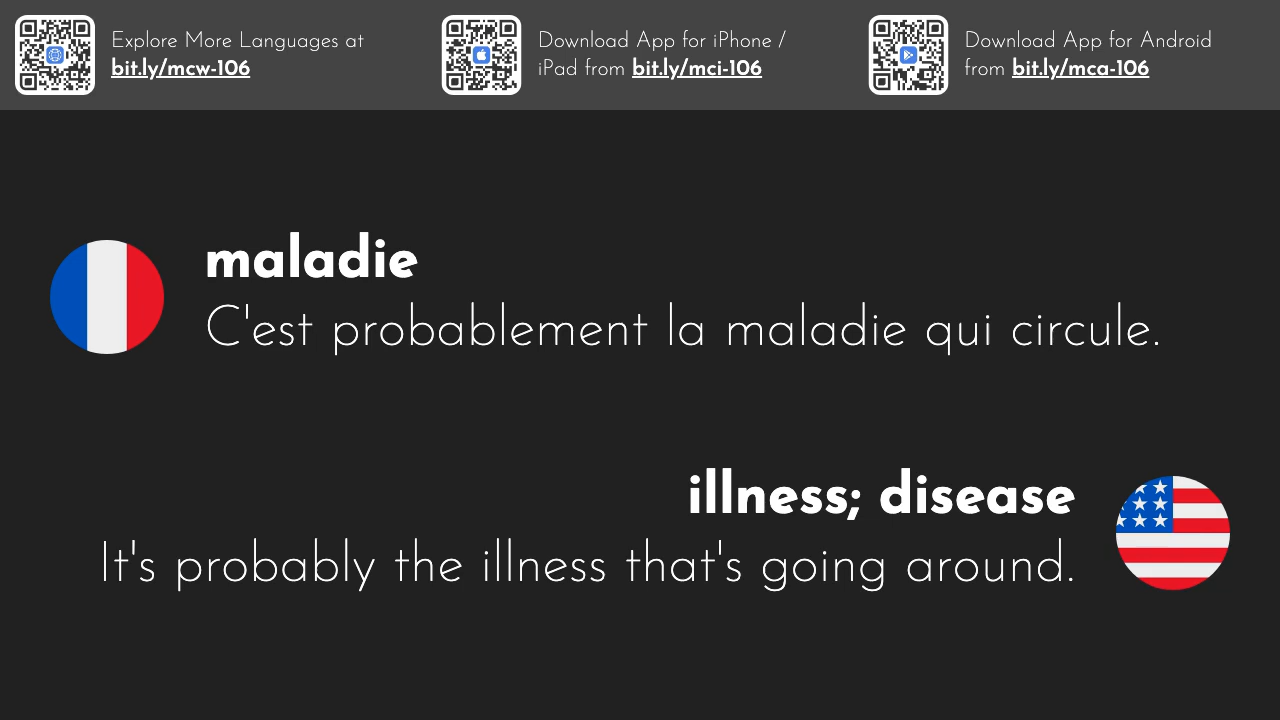 Explore More Languages at
bit.ly/mcw-106
Download App for iPhone /
iPad from bit.ly/mci-106
Download App for Android
from bit.ly/mca-106
maladie
C'est probablement la maladie qui circule.
illness; disease
It's probably the illness that's going around.